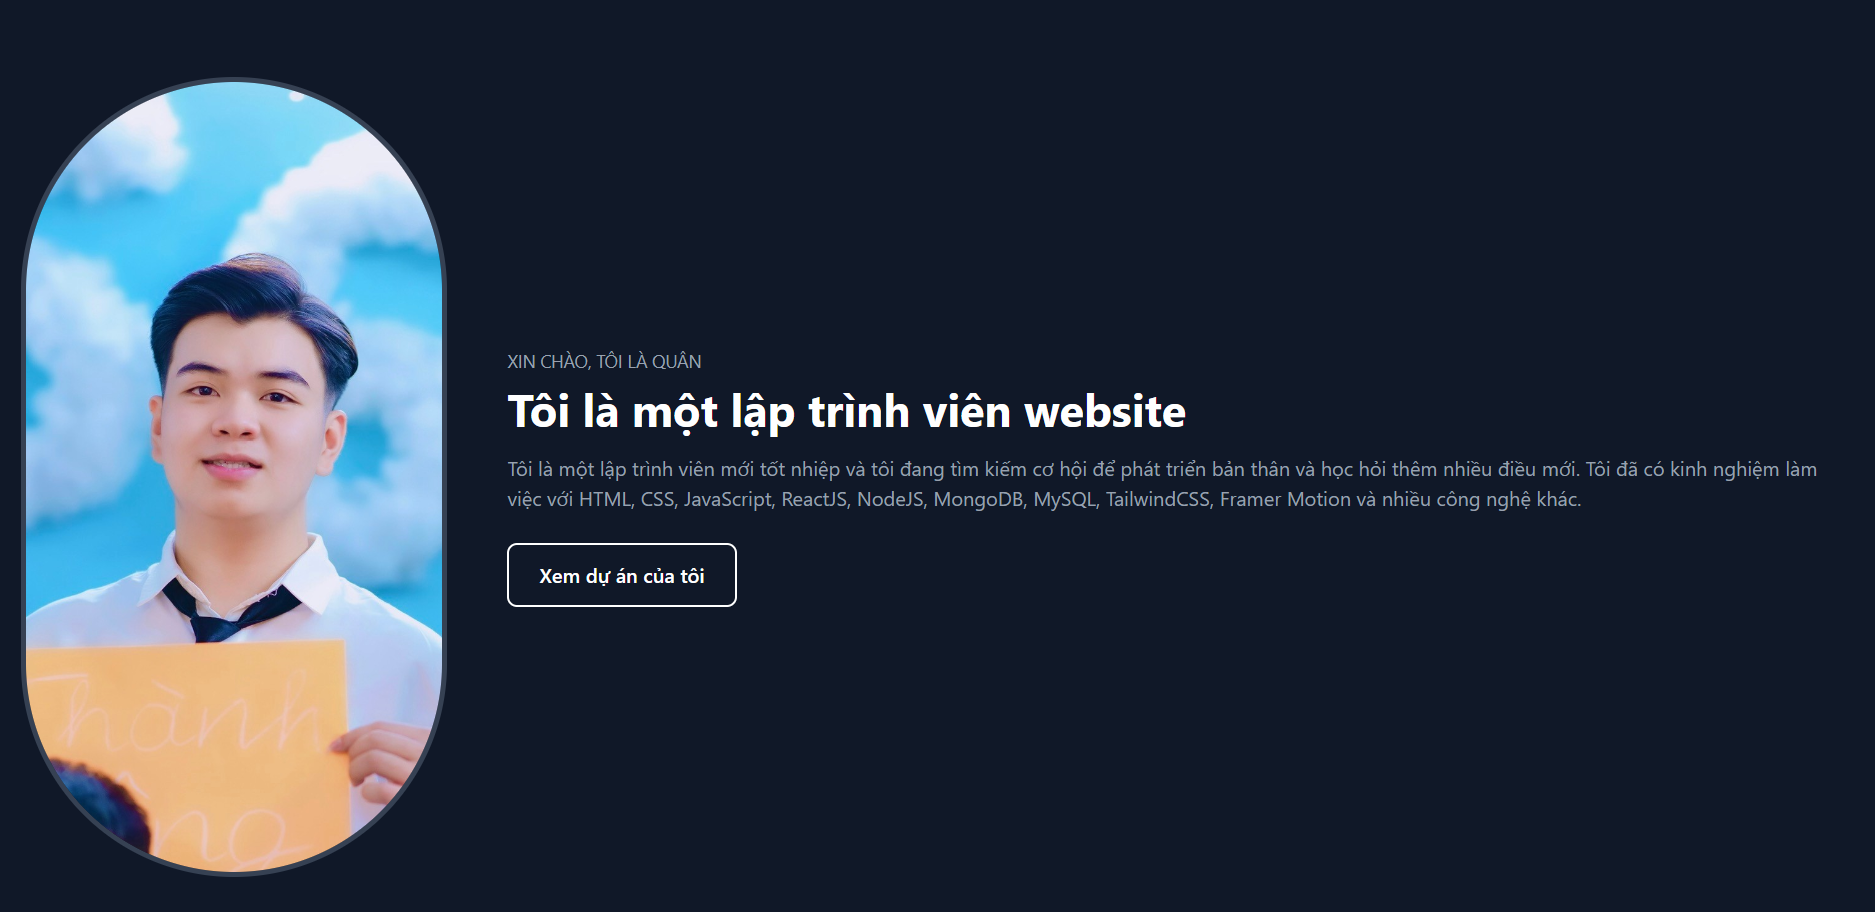 XIN CHÀO, TÔI LÀ QUÂN
Tôi là một lập trình viên website
Tôi là một lập trình viên mới tốt nhiệp và tôi đang tìm kiếm cơ hội để phát triển bản thân và học hỏi thêm nhiều điều mới. Tôi đã có kinh nghiệm làm
việc với HTML, CSS, JavaScript, ReactJS, NodeJS, MongoDB, MySQL, TailwindCSS, Framer Motion và nhiều công nghệ khác.
Xem dự án của tôi
Thành